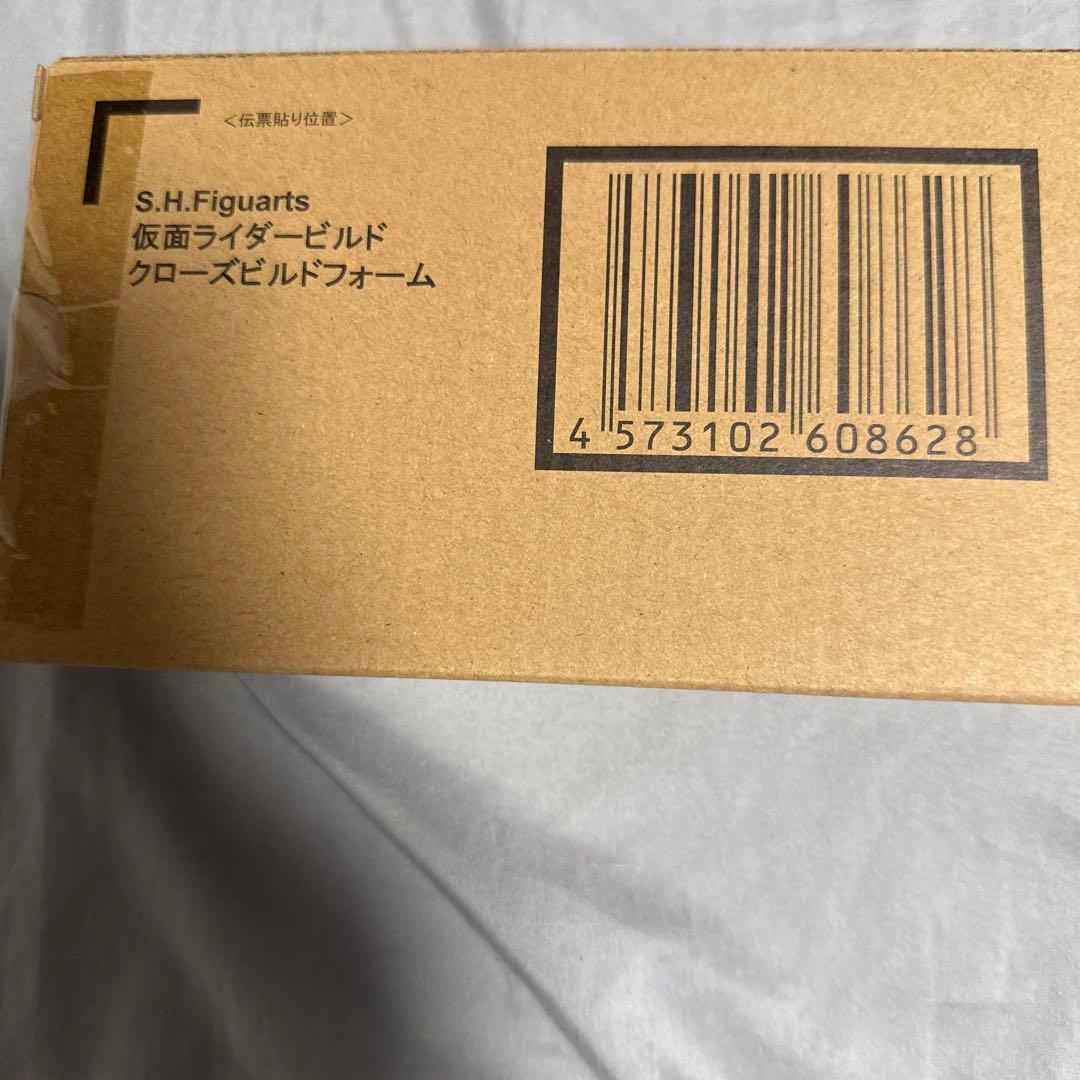 <伝票貼り位置>
S.H.Figuarts
仮面ライダービルド
クローズビルドフォーム
4 573102 608628